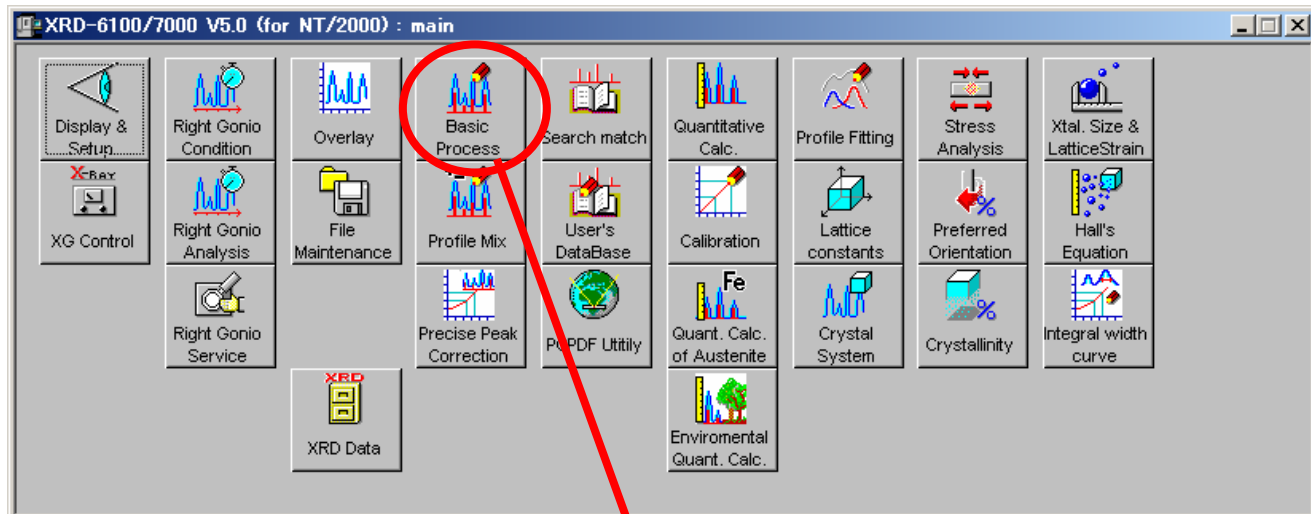 XRD-6100/7000 V5.0 (for NT/2000) : main
Display &
Setup
Right Gonio
Condition
Overlay
Basic
Process
Search match
Quantitative
Calc.
Profile Fitting
Stress
Analysis
Xtal. Size &
LatticeStrain
X-RAY
XG Control
Right Gonio
Analysis
File
Maintenance
Profile Mix
User's
DataBase
Calibration
Lattice
constants
%
Preferred
Orientation
Hall's
Equation
Right Gonio
Service
Precise Peak
Correction
PCPDF Utitily
Fe
Quant. Calc.
of Austenite
Crystal
System
%
Crystallinity
Integral width
curve
XRD
XRD Data
Enviromental
Quant. Calc.